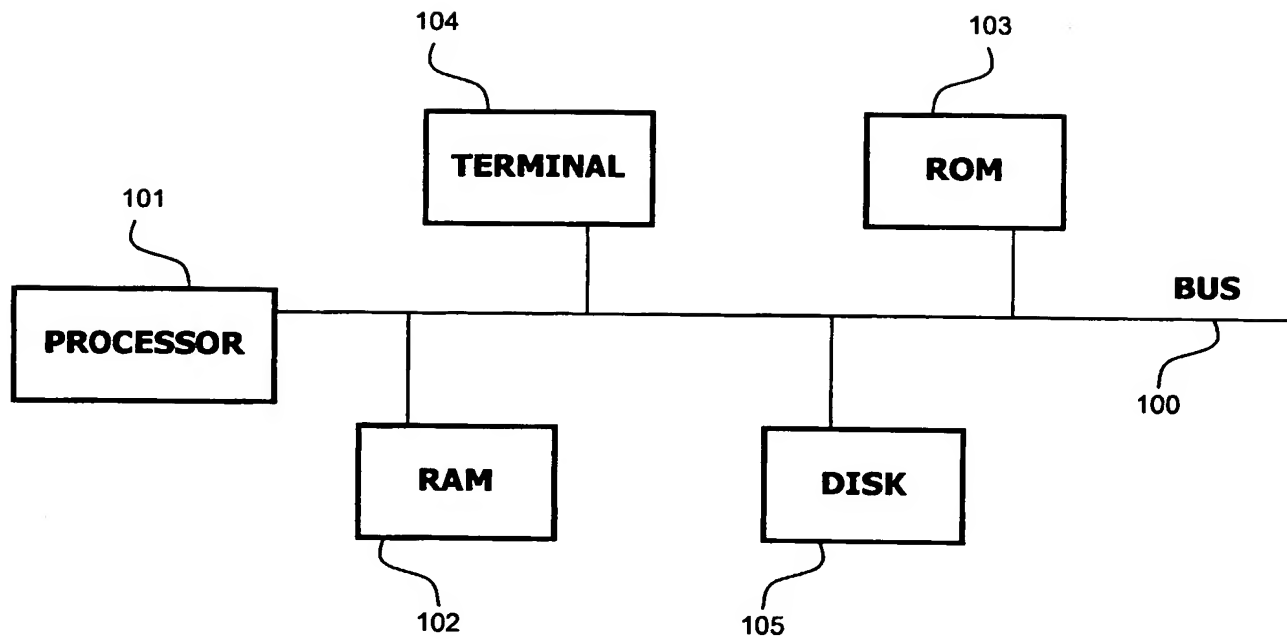 104
103
TERMINAL
ROM
101
BUS
PROCESSOR
100
RAM
DISK
102
105